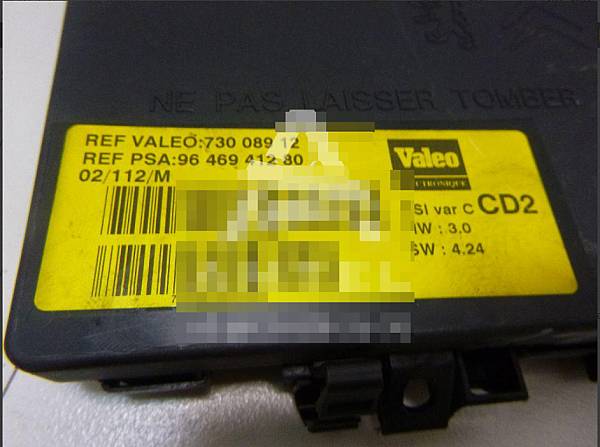 NE PAS LAISSER TOMBER
REF VALEO:730 089 12
REF PSA:96 469 412 80
02/112/M
Valeo
SI var C CD2
HW : 3.0
SW : 4.24